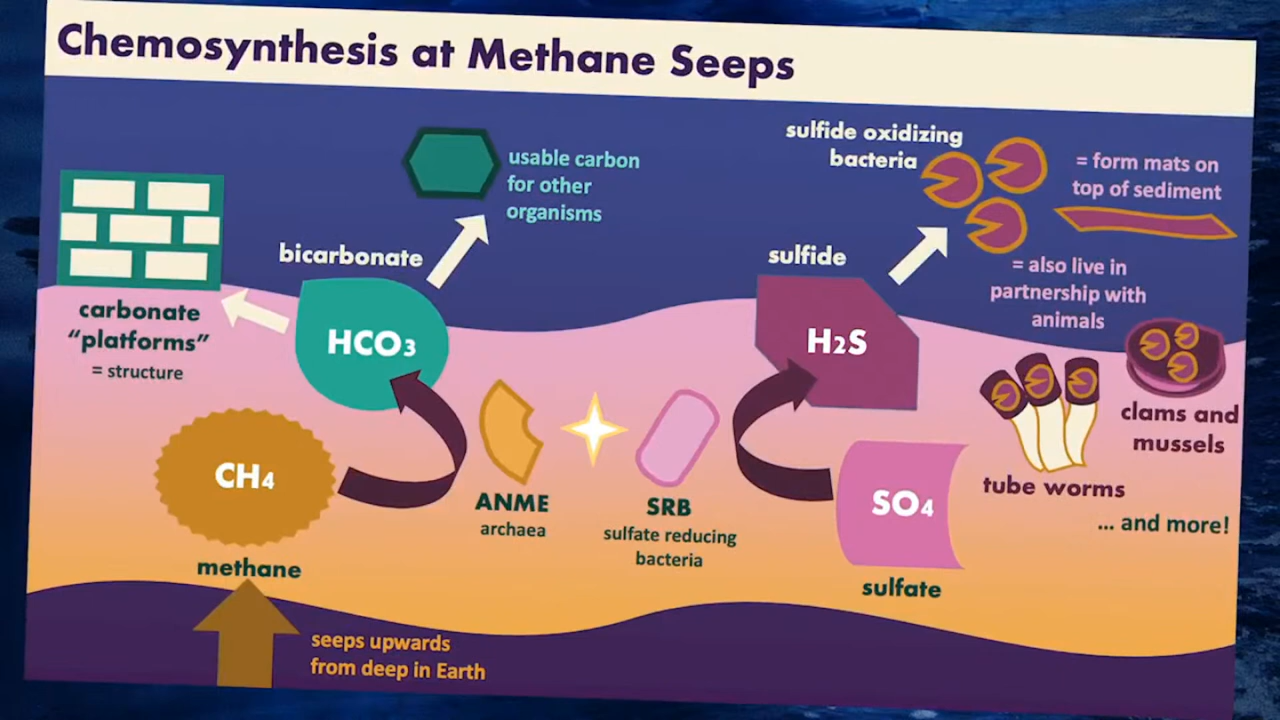 Chemosynthesis at Methane Seeps
usable carbon
for other
organisms
sulfide oxidizing
bacteria
= form mats on
top of sediment
= also live in
partnership with
animals
bicarbonate
sulfide
carbonate
“platforms”
= structure
HCO3
H2S
clams and
mussels
CH4
ANME
archaea
SRB
sulfate reducing
bacteria
SO4
tube worms
... and more!
methane
sulfate
seeps upwards
from deep in Earth